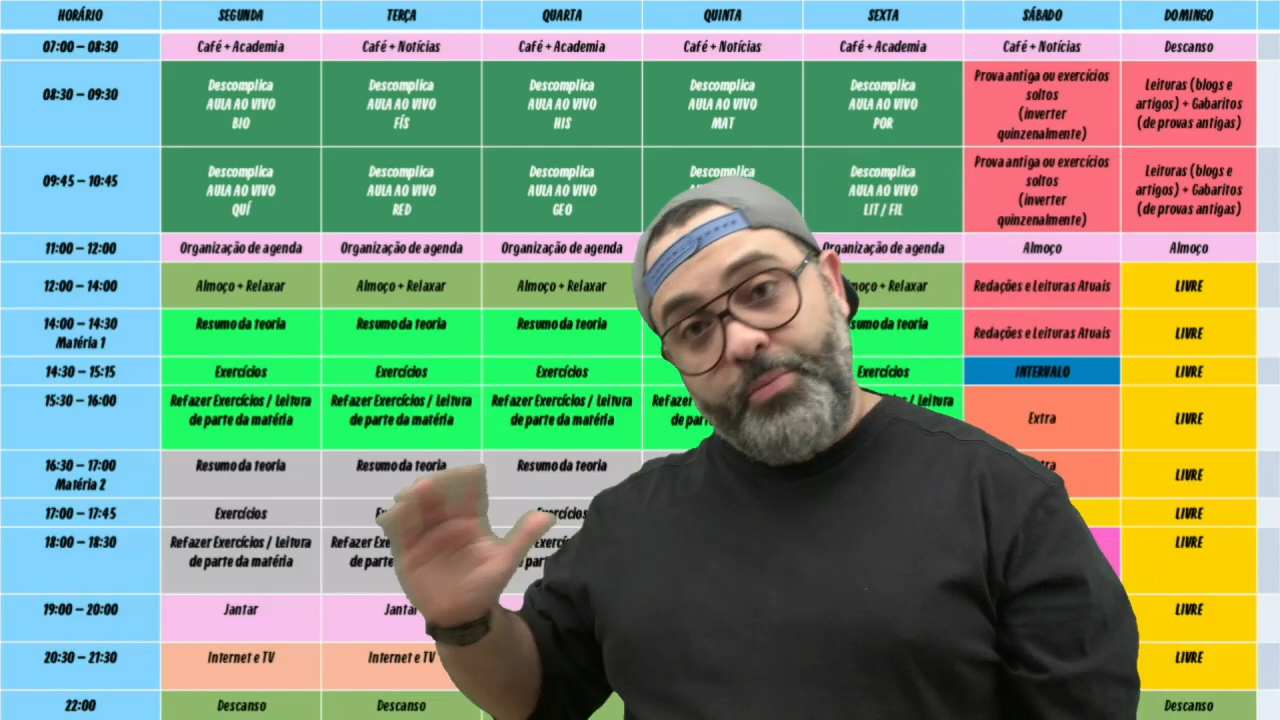 HORÁRIO SEGUNDA TERÇA QUARTA QUINTA SEXTA SÁBADO DOMINGO
07:00 – 08:30 Café + Academia Café + Notícias Café + Academia Café + Notícias Café + Academia Café + Notícias Descanso
08:30 – 09:30
Descomplica
AULA AO VIVO
BIO
Descomplica
AULA AO VIVO
FÍS
Descomplica
AULA AO VIVO
HIS
Descomplica
AULA AO VIVO
MAT
Descomplica
AULA AO VIVO
POR
Prova antiga ou exercícios
soltos
(inverter
quinzenalmente)
Leituras (blogs e
artigos) + Gabaritos
(de provas antigas)
09:45 – 10:45
Descomplica
AULA AO VIVO
QUÍ
Descomplica
AULA AO VIVO
RED
Descomplica
AULA AO VIVO
GEO
Descomplica
Descomplica
AULA AO VIVO
LIT / FIL
Prova antiga ou exercícios
soltos
(inverter
quinzenalmente)
Leituras (blogs e
artigos) + Gabaritos
(de provas antigas)
11:00 – 12:00 Organização de agenda Organização de agenda Organização de agenda Organização de agenda Almoço Almoço
12:00 – 14:00 Almoço + Relaxar Almoço + Relaxar Almoço + Relaxar + Relaxar Redações e Leituras Atuais LIVRE
14:00 – 14:30
Matéria 1
Resumo da teoria Resumo da teoria Resumo da teoria da teoria Redações e Leituras Atuais LIVRE
14:30 – 15:15 Exercícios Exercícios Exercícios Exercícios INTERVALO LIVRE
15:30 – 16:00
Refazer Exercícios / Leitura
de parte da matéria
Refazer Exercícios / Leitura
de parte da matéria
Refazer Exercícios / Leitura
de parte da matéria
Refazer
de par
/ Leitura
Extra LIVRE
16:30 – 17:00
Matéria 2
Resumo da teoria Resumo da teoria Resumo da teoria LIVRE
17:00 – 17:45 Exercícios Exercícios LIVRE
18:00 – 18:30
Refazer Exercícios / Leitura
de parte da matéria
Refazer
de parte
LIVRE
19:00 – 20:00 Jantar Jantar LIVRE
20:30 – 21:30 Internet e TV Internet e TV LIVRE
22:00 Descanso Descanso Descanso